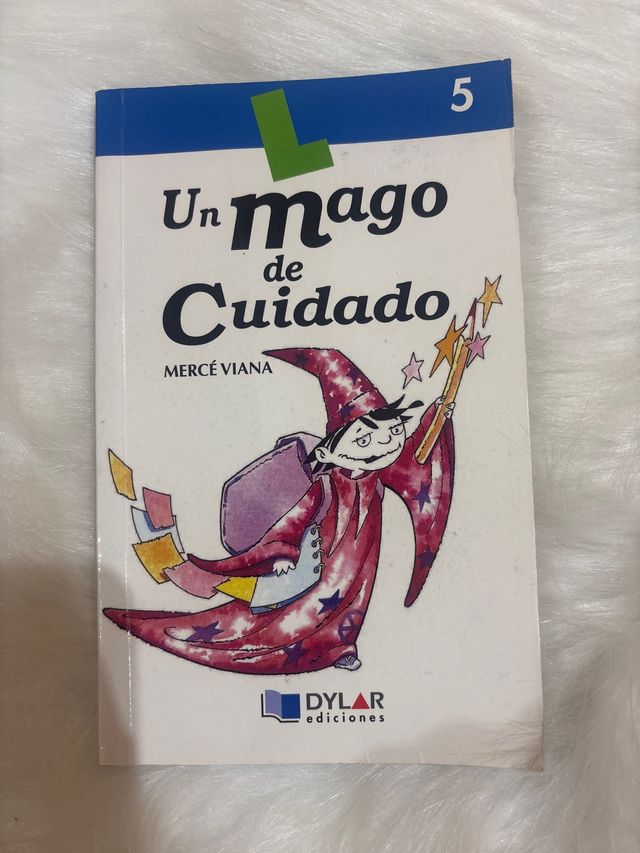 5
L
Un mago
de
Cuidado
MERCÉ VIANA
DYLAR
ediciones